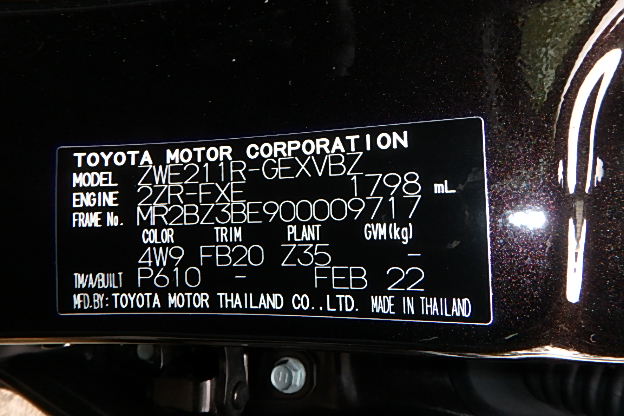 TOYOTA MOTOR CORPORATION
MODEL ZWE211R-GEXVBZ
ENGINE 2ZR-FXE 1798 mL
FRAME No. MR2BZ3BE900009717
COLOR TRIM PLANT GVM(kg)
4W9 FB20 Z35 -
TM/A/BUILT P610 - FEB 22
MFD.BY: TOYOTA MOTOR THAILAND CO.,LTD. MADE IN THAILAND